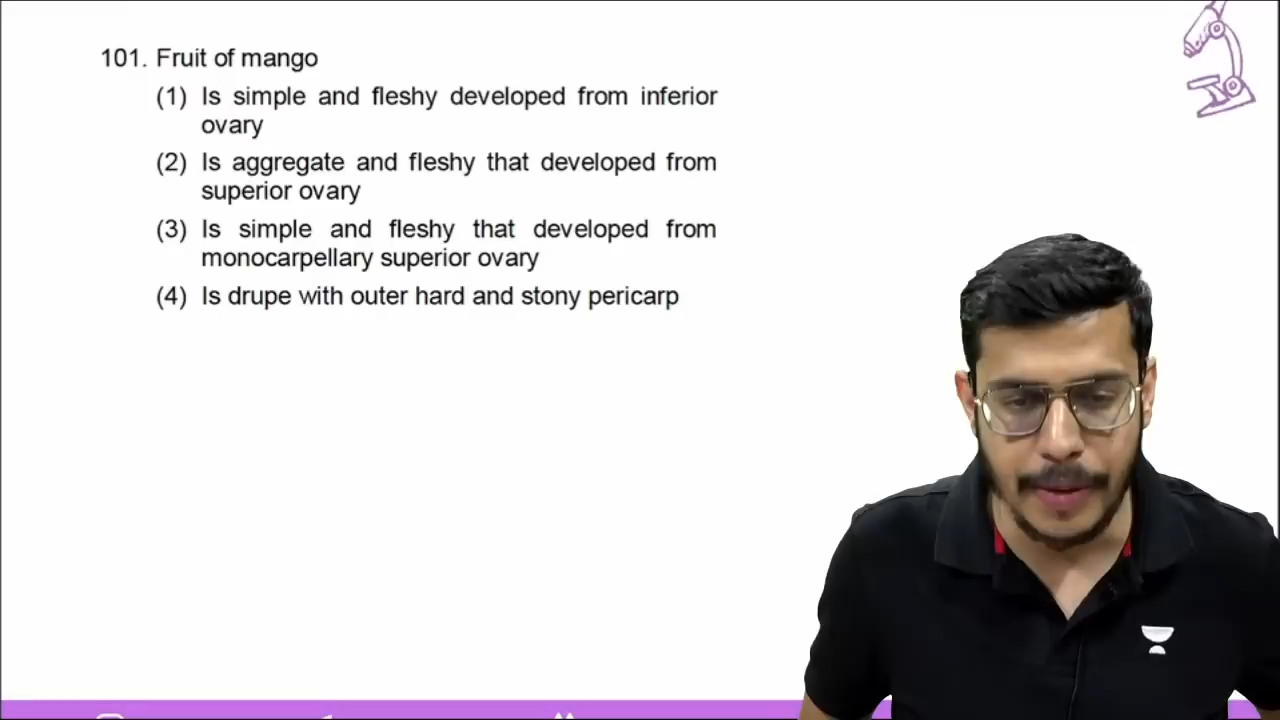 101. Fruit of mango
(1) Is simple and fleshy developed from inferior
ovary
(2) Is aggregate and fleshy that developed from
superior ovary
(3) Is simple and fleshy that developed from
monocarpellary superior ovary
(4) Is drupe with outer hard and stony pericarp